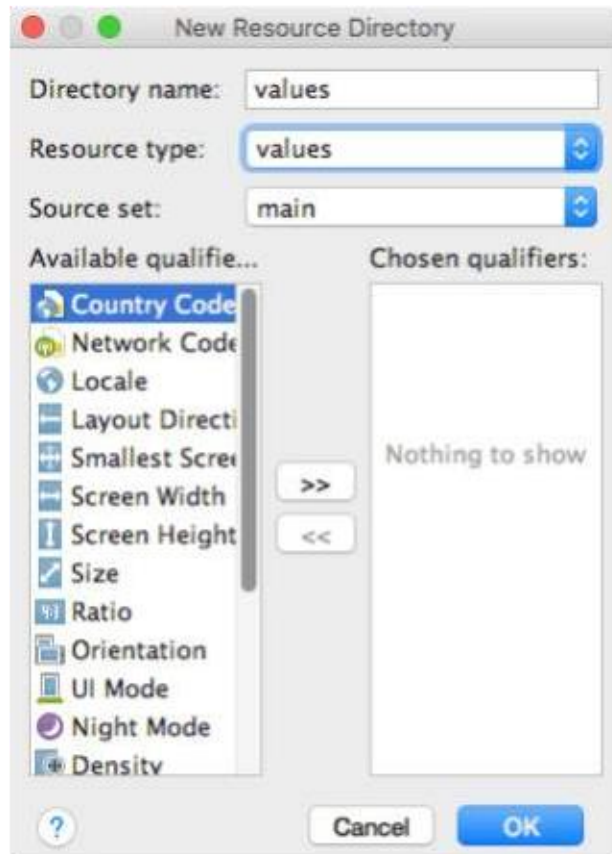 New Resource Directory
Directory name: values
Resource type: values
Source set: main
Available qualifie... Chosen qualifiers:
Country Code
Network Code
Locale
Layout Directi
Smallest Scree
Screen Width
Screen Height
Size
Ratio
Orientation
UI Mode
Night Mode
Density
>>
<<
Nothing to show
?
Cancel OK